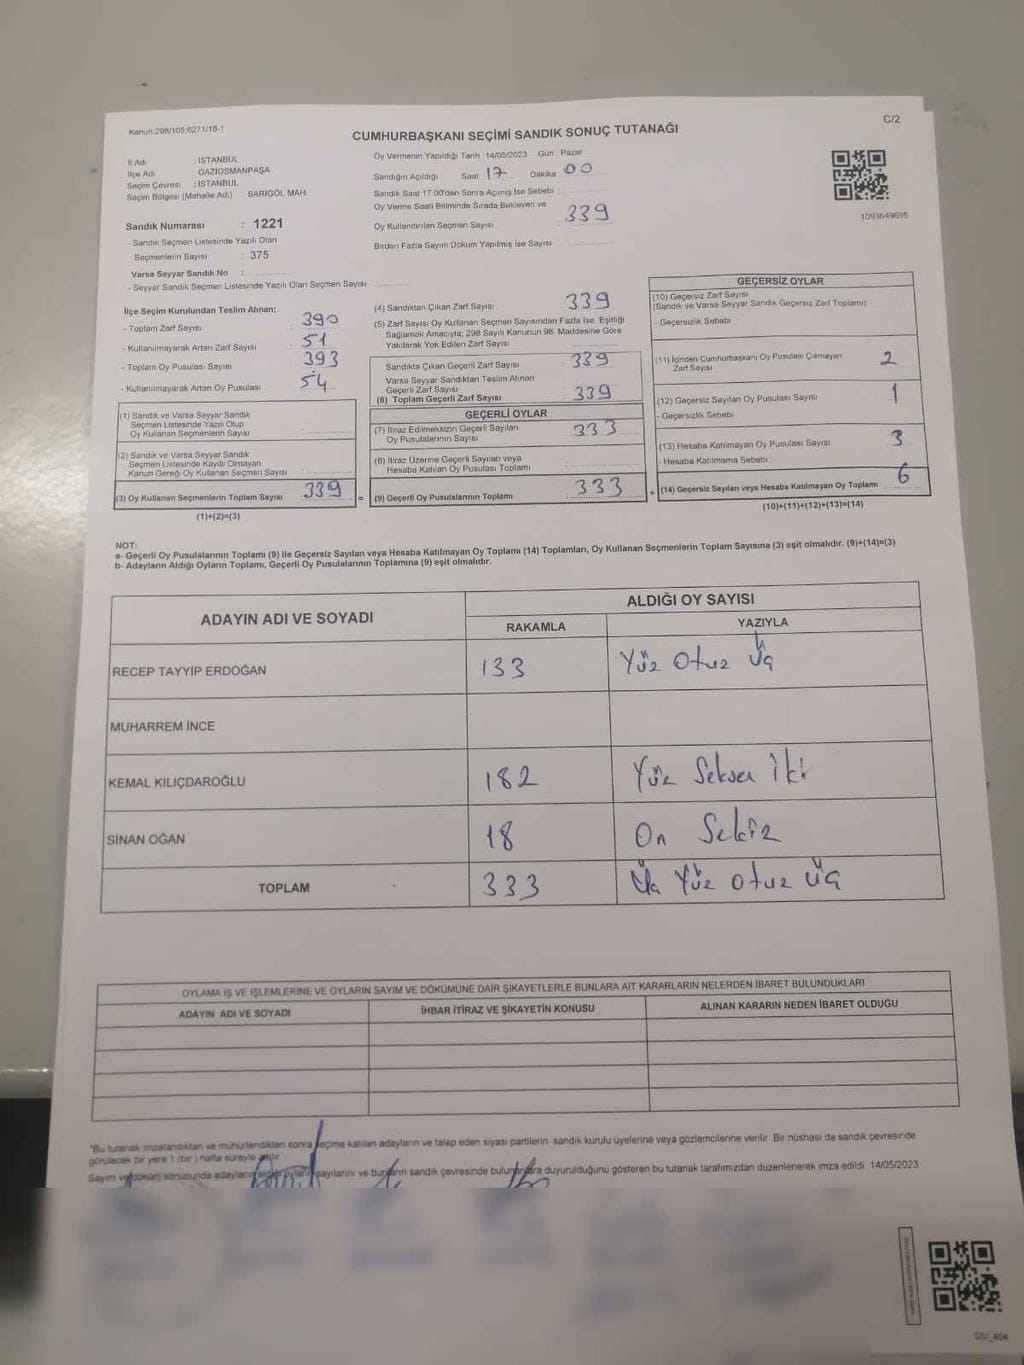 Kanun:298/105;6271/18-1
C/2
CUMHURBAŞKANI SEÇİMİ SANDIK SONUÇ TUTANAĞI
İl Adı : İSTANBUL
İlçe Adı : GAZİOSMANPAŞA
Seçim Çevresi : İSTANBUL
Seçim Bölgesi (Mahalle Adı) : SARIGÖL MAH.
Sandık Numarası : 1221
- Sandık Seçmen Listesinde Yazılı Olan
Seçmenlerin Sayısı : 375
Varsa Seyyar Sandık No :
- Seyyar Sandık Seçmen Listesinde Yazılı Olan Seçmen Sayısı
Oy Vermenin Yapıldığı Tarih :14/05/2023 Gün : Pazar
Sandığın Açıldığı Saat 17 Dakika 00
Sandık Saat 17.00'den Sonra Açılmış İse Sebebi :
Oy Verme Saati Bitiminde Sırada Bekleyen ve
Oy Kullandırılan Seçmen Sayısı 339
Birden Fazla Sayım Döküm Yapılmış İse Sayısı
1093649695
İlçe Seçim Kurulundan Teslim Alınan;
- Toplam Zarf Sayısı : 390
- Kullanılmayarak Artan Zarf Sayısı : 51
- Toplam Oy Pusulası Sayısı : 393
- Kullanılmayarak Artan Oy Pusulası : 54
(1) Sandık ve Varsa Seyyar Sandık
Seçmen Listesinde Yazılı Olup
Oy Kullanan Seçmenlerin Sayısı
(2) Sandık ve Varsa Seyyar Sandık
Seçmen Listesinde Kaydı Olmayan
Kanun Gereği Oy Kullanan Seçmen Sayısı
(3) Oy Kullanan Seçmenlerin Toplam Sayısı 339
(1)+(2)=(3)
(4) Sandıktan Çıkan Zarf Sayısı : 339
(5) Zarf Sayısı Oy Kullanan Seçmen Sayısından Fazla İse, Eşitliği
Sağlamak Amacıyla, 298 Sayılı Kanunun 98. Maddesine Göre
Yakılarak Yok Edilen Zarf Sayısı
Sandıkta Çıkan Geçerli Zarf Sayısı : 339
Varsa Seyyar Sandıktan Teslim Alınan
Geçerli Zarf Sayısı
(6) Toplam Geçerli Zarf Sayısı : 339
GEÇERLİ OYLAR
(7) İtiraz Edilmeksizin Geçerli Sayılan
Oy Pusulalarının Sayısı : 333
(8) İtiraz Üzerine Geçerli Sayılan veya
Hesaba Katılan Oy Pusulası Toplamı
= (9) Geçerli Oy Pusulalarının Toplamı : 333
GEÇERSİZ OYLAR
(10) Geçersiz Zarf Sayısı
(Sandık ve Varsa Seyyar Sandık Geçersiz Zarf Toplamı)
- Geçersizlik Sebebi
(11) İçinden Cumhurbaşkanı Oy Pusulası Çıkmayan
Zarf Sayısı 2
(12) Geçersiz Sayılan Oy Pusulası Sayısı 1
- Geçersizlik Sebebi
(13) Hesaba Katılmayan Oy Pusulası Sayısı 3
- Hesaba Katılmama Sebebi :
+ (14) Geçersiz Sayılan veya Hesaba Katılmayan Oy Toplamı 6
(10)+(11)+(12)+(13)=(14)
NOT:
a- Geçerli Oy Pusulalarının Toplamı (9) ile Geçersiz Sayılan veya Hesaba Katılmayan Oy Toplamı (14) Toplamları, Oy Kullanan Seçmenlerin Toplam Sayısına (3) eşit olmalıdır. (9)+(14)=(3)
b- Adayların Aldığı Oyların Toplamı, Geçerli Oy Pusulalarının Toplamına (9) eşit olmalıdır.
ADAYIN ADI VE SOYADI
ALDIĞI OY SAYISI
RAKAMLA YAZIYLA
RECEP TAYYİP ERDOĞAN 133 Yüz Otuz Üç
MUHARREM İNCE
KEMAL KILIÇDAROĞLU 182 Yüz Seksen İki
SİNAN OĞAN 18 On Sekiz
TOPLAM 333 Üç Yüz Otuz Üç
OYLAMA İŞ VE İŞLEMLERİNE VE OYLARIN SAYIM VE DÖKÜMÜNE DAİR ŞİKAYETLERLE BUNLARA AİT KARARLARIN NELERDEN İBARET BULUNDUKLARI
ADAYIN ADI VE SOYADI İHBAR İTİRAZ VE ŞİKAYETİN KONUSU ALINAN KARARIN NEDEN İBARET OLDUĞU
"Bu tutanak imzalandıktan ve mühürlendikten sonra seçime katılan adayların ve talep eden siyasi partilerin sandık kurulu üyelerine veya gözlemcilerine verilir. Bir nüshası da sandık çevresinde
görülecek bir yere 1 (bir ) hafta süreyle asılır
Sayım ve döküm sonusunda adayların aldığı oyların sayılarını ve bunların sandık çevresinde bulunanlara duyurulduğunu gösteren bu tutanak tarafımızdan düzenlenerek imza edildi. 14/05/2023